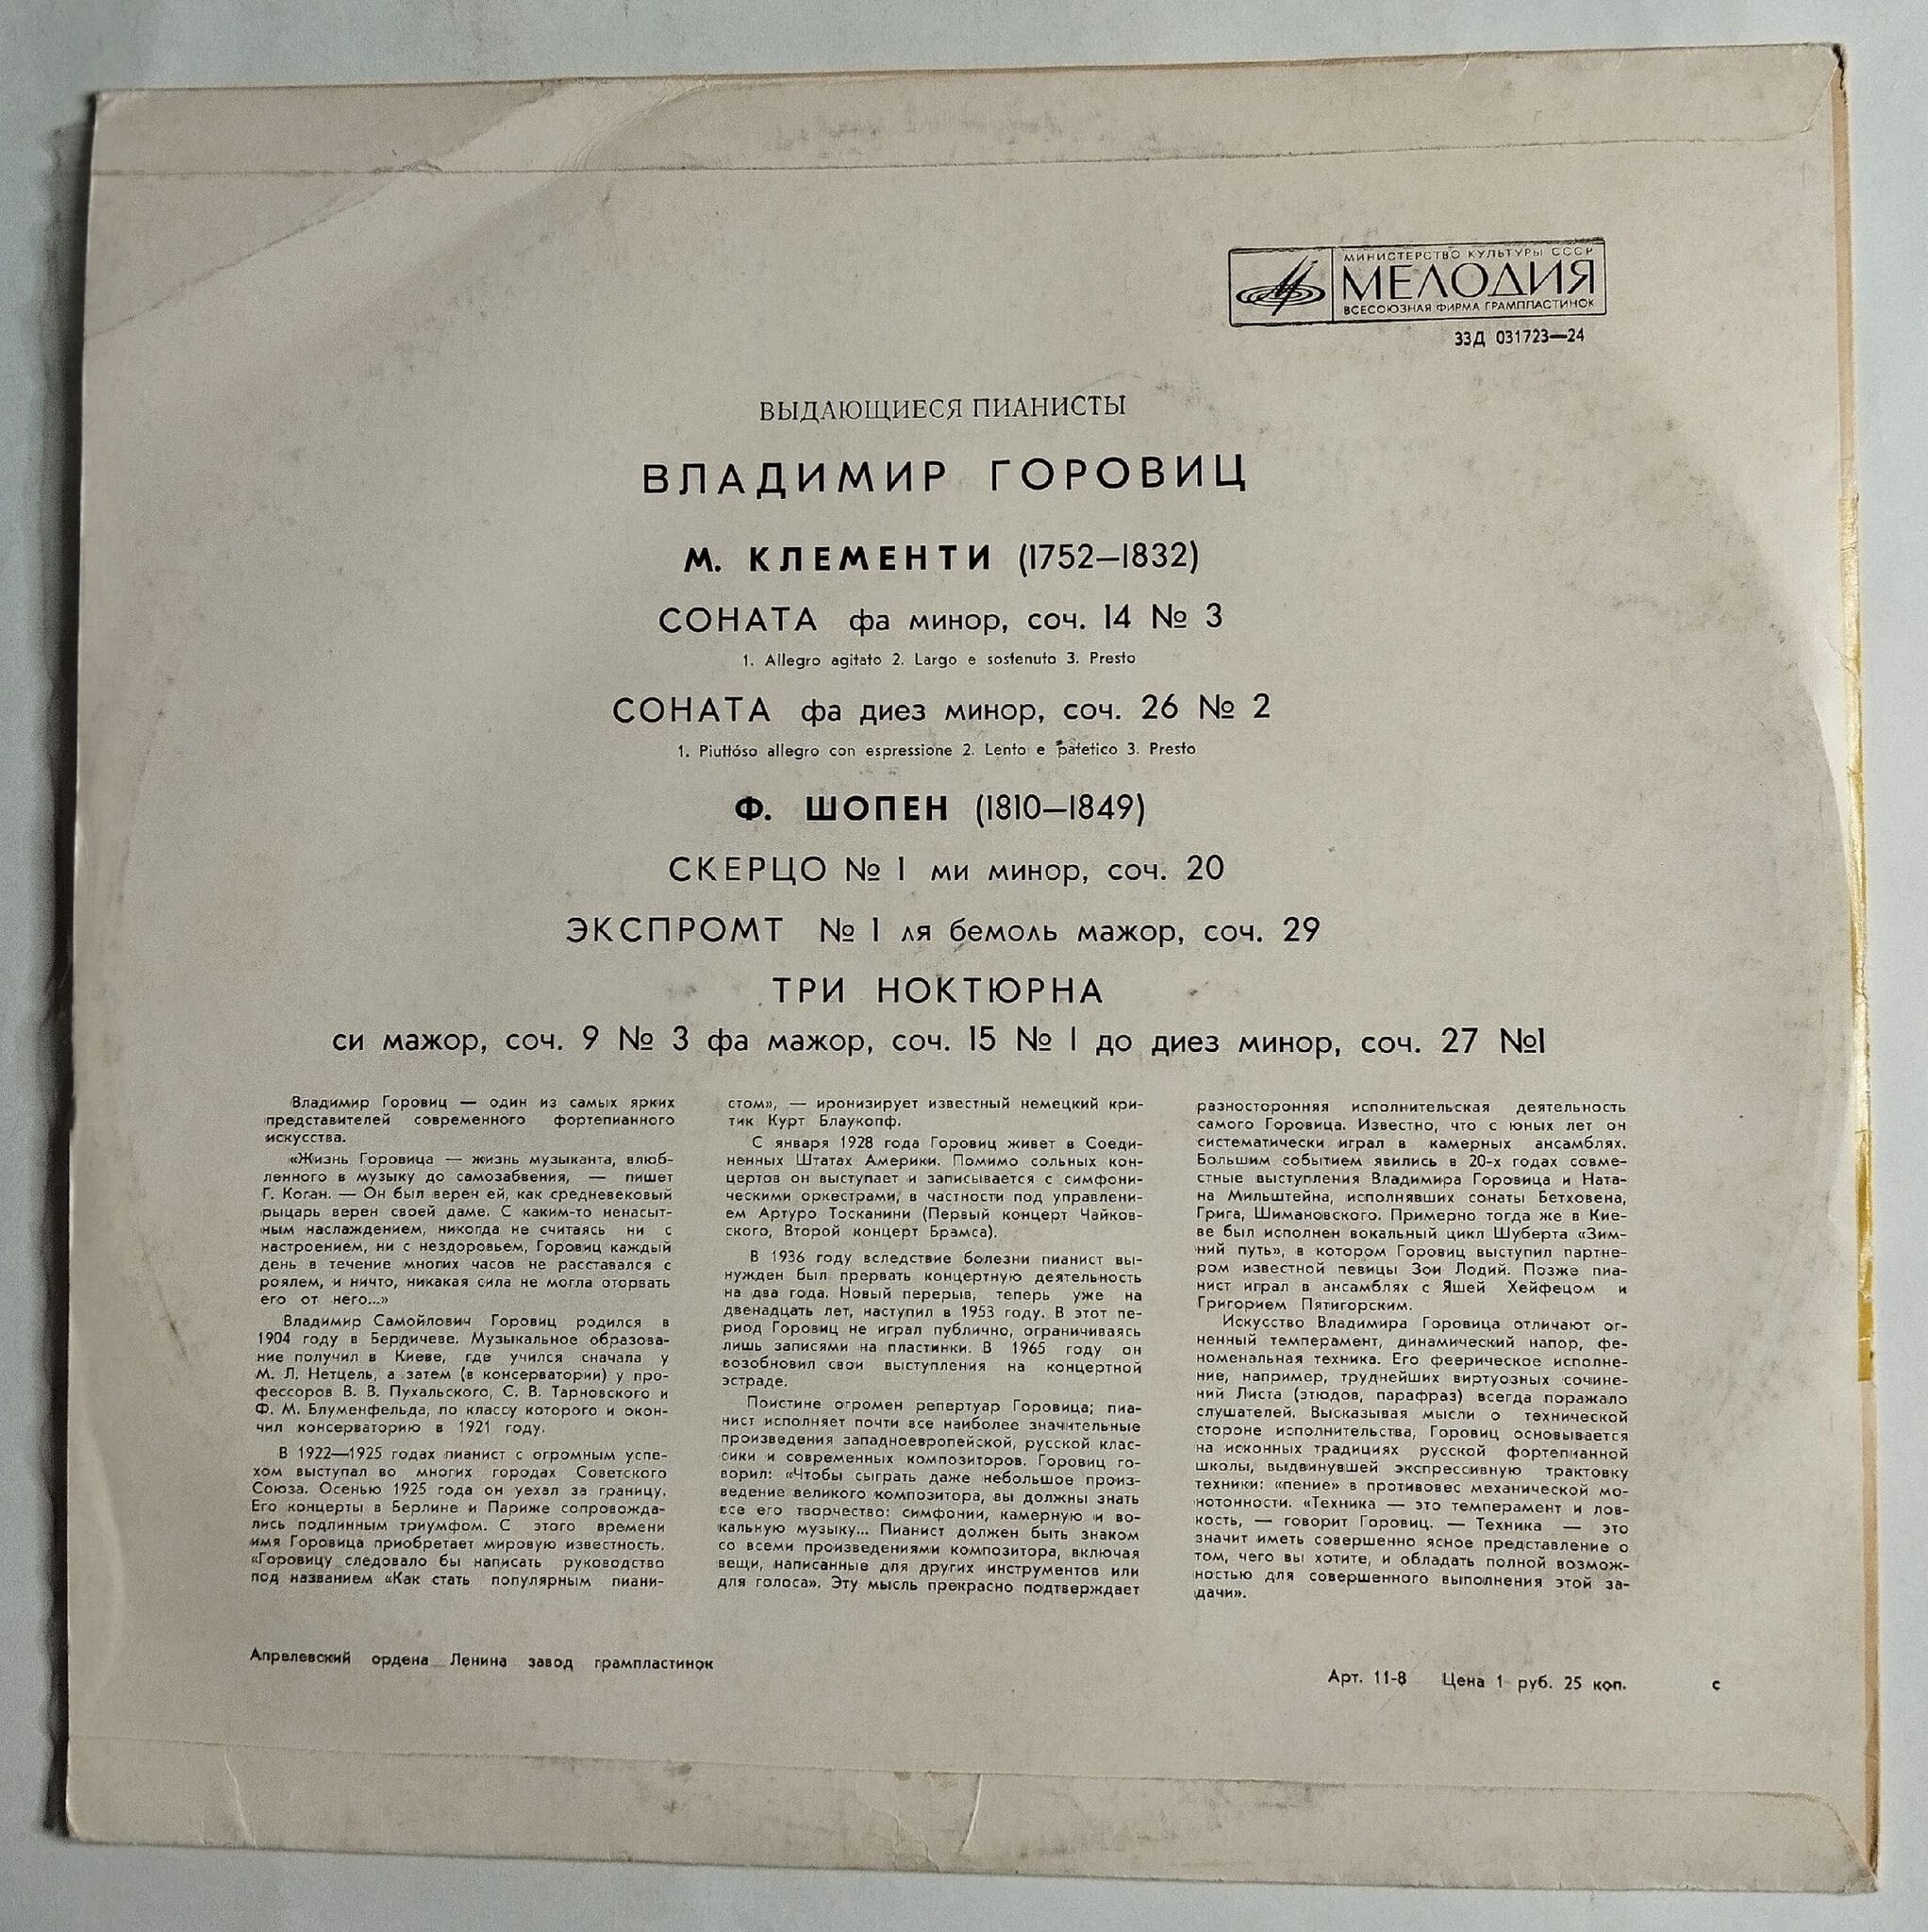 МИНИСТЕРСТВО КУЛЬТУРЫ СССР
МЕЛОДИЯ
ВСЕСОЮЗНАЯ ФИРМА ГРАМПЛАСТИНОК
33Д 031723—24
ВЫДАЮЩИЕСЯ ПИАНИСТЫ
ВЛАДИМИР ГОРОВИЦ
М. КЛЕМЕНТИ (1752—1832)
СОНАТА фа минор, соч. 14 № 3
1. Allegro agitato 2. Largo e sostenuto 3. Presto
СОНАТА фа диез минор, соч. 26 № 2
1. Piuttóso allegro con espressione 2. Lento e patetico 3. Presto
Ф. ШОПЕН (1810—1849)
СКЕРЦО № 1 ми минор, соч. 20
ЭКСПРОМТ № 1 ля бемоль мажор, соч. 29
ТРИ НОКТЮРНА
си мажор, соч. 9 № 3 фа мажор, соч. 15 № 1 до диез минор, соч. 27 №1
Владимир Горовиц — один из самых ярких
представителей современного фортепианного
искусства.
«Жизнь Горовица — жизнь музыканта, влюб-
ленного в музыку до самозабвения, — пишет
Г. Коган. — Он был верен ей, как средневековый
рыцарь верен своей даме. С каким-то ненасыт-
ным наслаждением, никогда не считаясь ни с
настроением, ни с нездоровьем, Горовиц каждый
день в течение многих часов не расставался с
роялем, и ничто, никакая сила не могла оторвать
его от него...»
Владимир Самойлович Горовиц родился в
1904 году в Бердичеве. Музыкальное образова-
ние получил в Киеве, где учился сначала у
М. Л. Нетцель, а затем (в консерватории) у про-
фессоров В. В. Пухальского, С. В. Тарновского и
Ф. М. Блуменфельда, по классу которого и окон-
чил консерваторию в 1921 году.
В 1922—1925 годах пианист с огромным успе-
хом выступал во многих городах Советского
Союза. Осенью 1925 года он уехал за границу.
Его концерты в Берлине и Париже сопровожда-
лись подлинным триумфом. С этого времени
имя Горовица приобретает мировую известность.
«Горовицу следовало бы написать руководство
под названием «Как стать популярным пиани-
стом», — иронизирует известный немецкий кри-
тик Курт Блаукопф.
С января 1928 года Горовиц живет в Соеди-
ненных Штатах Америки. Помимо сольных кон-
цертов он выступает и записывается с симфони-
ческими оркестрами, в частности под управлени-
ем Артуро Тосканини (Первый концерт Чайков-
ского, Второй концерт Брамса).
В 1936 году вследствие болезни пианист вы-
нужден был прервать концертную деятельность
на два года. Новый перерыв, теперь уже на
двенадцать лет, наступил в 1953 году. В этот пе-
риод Горовиц не играл публично, ограничиваясь
лишь записями на пластинки. В 1965 году он
возобновил свои выступления на концертной
эстраде.
Поистине огромен репертуар Горовица; пиа-
нист исполняет почти все наиболее значительные
произведения западноевропейской, русской клас-
сики и современных композиторов. Горовиц го-
ворил: «Чтобы сыграть даже небольшое произ-
ведение великого композитора, вы должны знать
все его творчество: симфонии, камерную и во-
кальную музыку... Пианист должен быть знаком
со всеми произведениями композитора, включая
вещи, написанные для других инструментов или
для голоса». Эту мысль прекрасно подтверждает
разносторонняя исполнительская деятельность
самого Горовица. Известно, что с юных лет он
систематически играл в камерных ансамблях.
Большим событием явились в 20-х годах совме-
стные выступления Владимира Горовица и Ната-
на Мильштейна, исполнявших сонаты Бетховена,
Грига, Шимановского. Примерно тогда же в Кие-
ве был исполнен вокальный цикл Шуберта «Зим-
ний путь», в котором Горовиц выступил партне-
ром известной певицы Зои Лодий. Позже пиа-
нист играл в ансамблях с Яшей Хейфецом и
Григорием Пятигорским.
Искусство Владимира Горовица отличают ог-
ненный темперамент, динамический напор, фе-
номенальная техника. Его феерическое исполне-
ние, например, труднейших виртуозных сочине-
ний Листа (этюдов, парафраз) всегда поражало
слушателей. Высказывая мысли о технической
стороне исполнительства, Горовиц основывается
на исконных традициях русской фортепианной
школы, выдвинувшей экспрессивную трактовку
техники: «пение» в противовес механической мо-
нотонности. «Техника — это темперамент и лов-
кость, — говорит Горовиц. — Техника — это
значит иметь совершенно ясное представление о
том, чего вы хотите, и обладать полной возмож-
ностью для совершенного выполнения этой за-
дачи».
Апрелевский ордена Ленина завод грампластинок
Арт. 11-8 Цена 1 руб. 25 коп. с